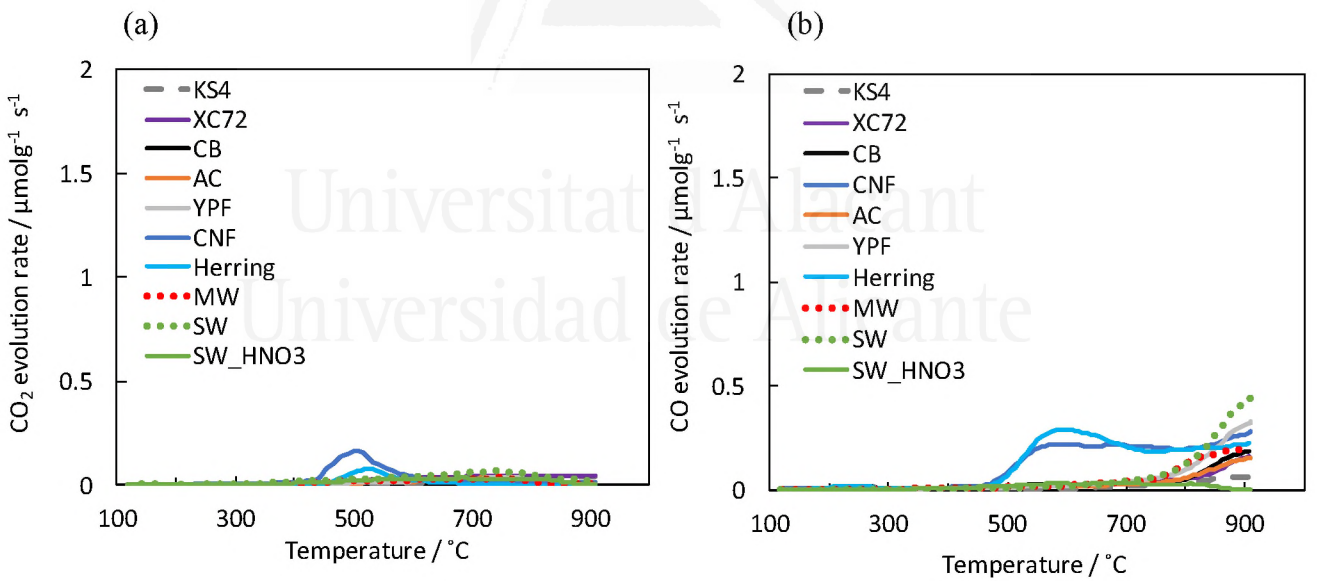 (a)
CO₂ evolution rate / µmolg⁻¹ s⁻¹
2
1.5
1
0.5
0
KS4
XC72
CB
AC
YPF
CNF
Herring
MW
SW
SW_HNO3
100
300
500
700
900
Temperature / ˚C
(b)
CO evolution rate / µmolg⁻¹ s⁻¹
2
1.5
1
0.5
0
KS4
XC72
CB
CNF
AC
YPF
Herring
MW
SW
SW_HNO3
100
300
500
700
900
Temperature / ˚C
Universitat d'Alacant
Universidad de Alicante